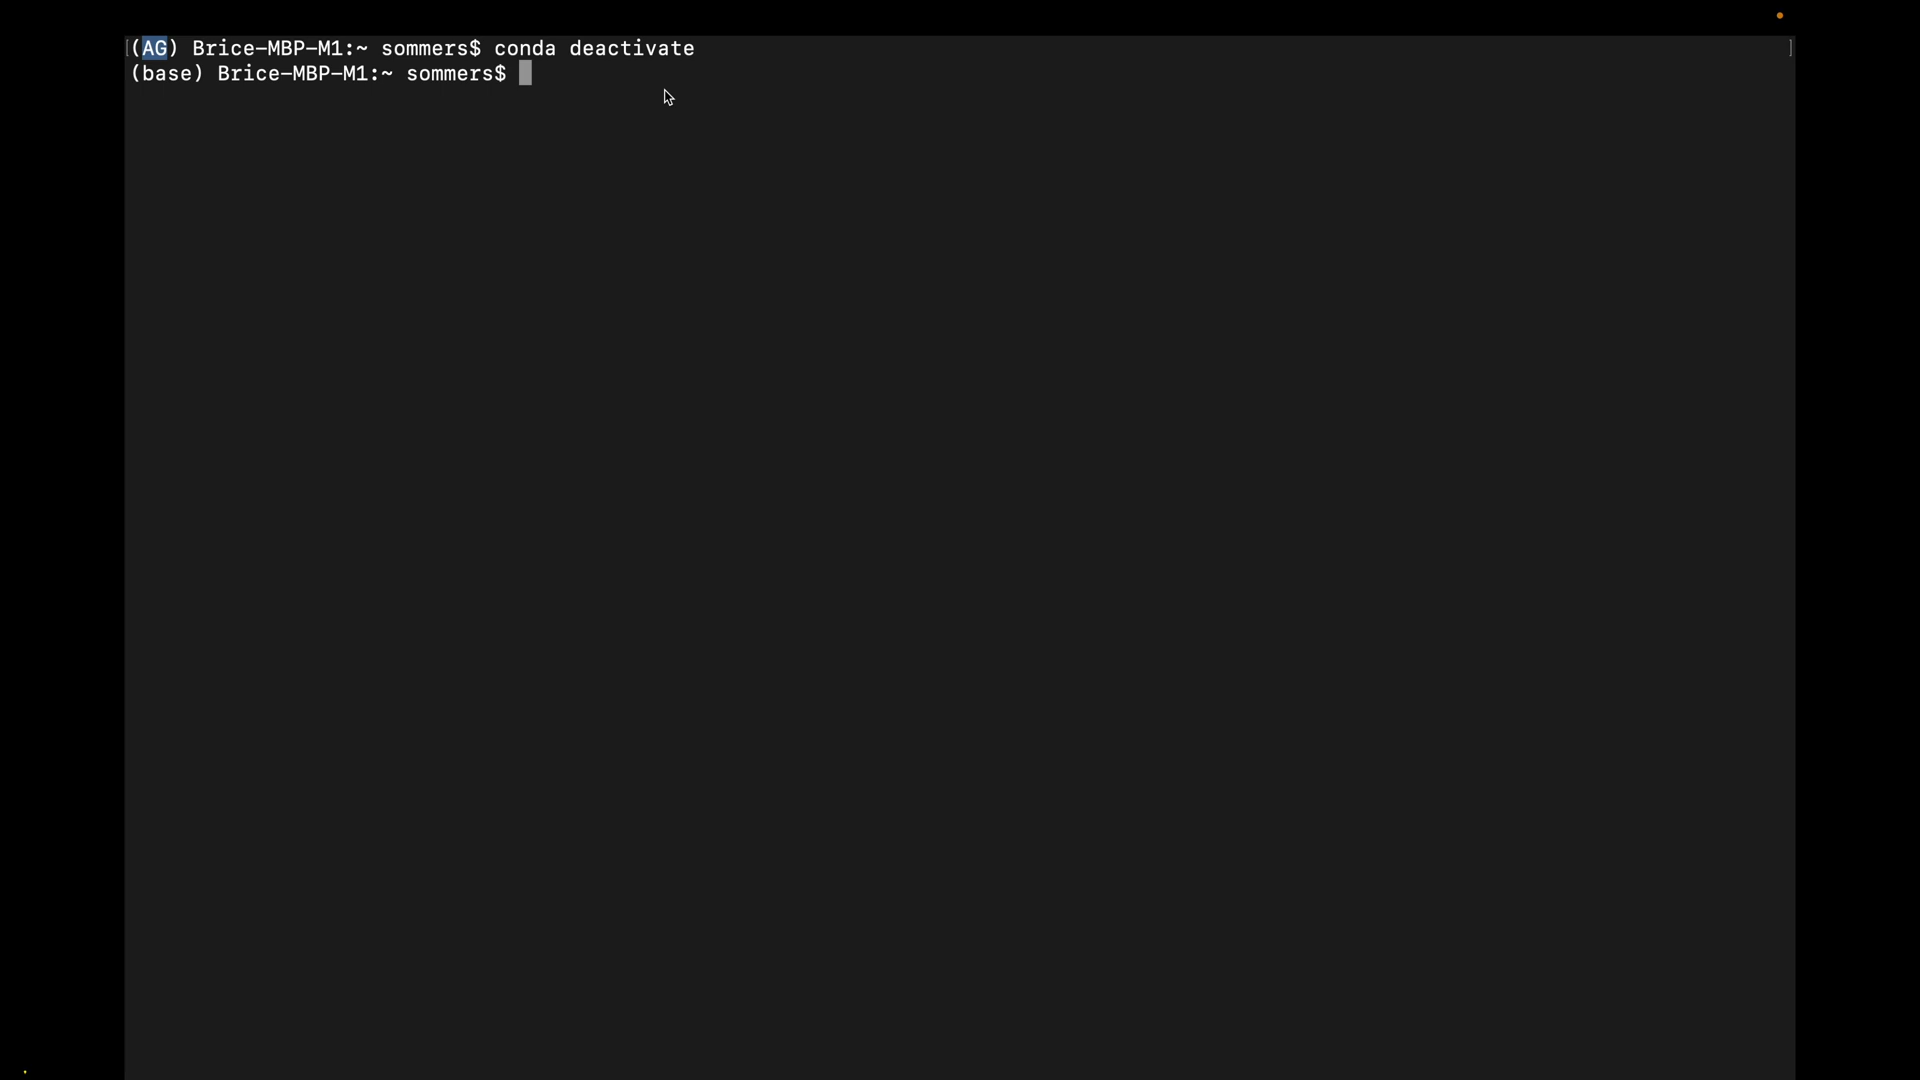 (AG) Brice-MBP-M1:~ sommers$ conda deactivate
(base) Brice-MBP-M1:~ sommers$